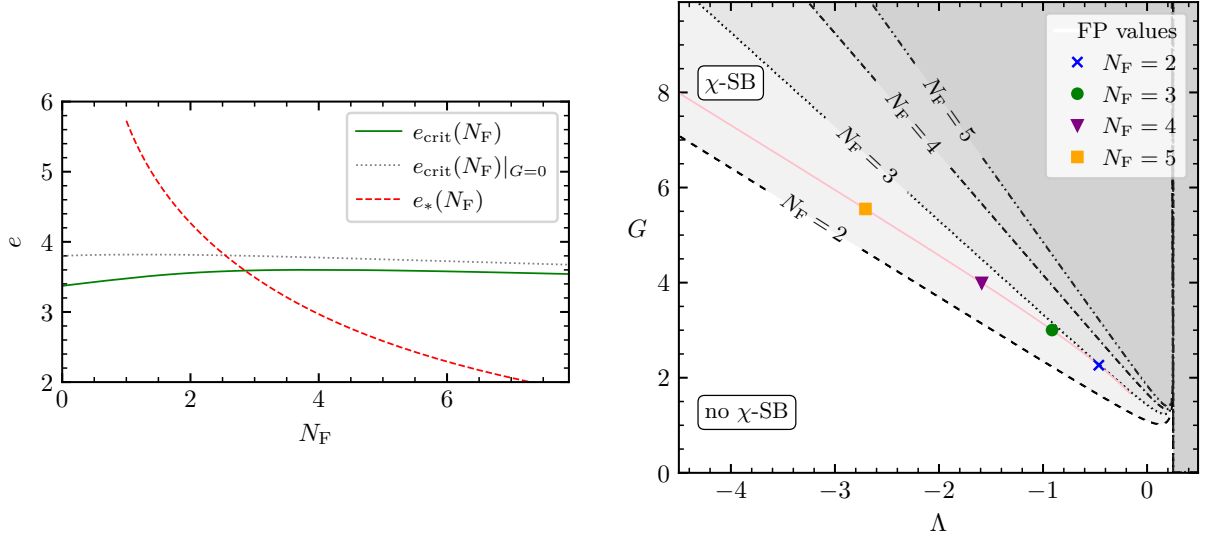 6
5
4
3
2
e
0
2
4
6
N_F
e_crit(N_F)
e_crit(N_F)|_{G=0}
e_*(N_F)
8
6
4
2
0
G
−4
−3
−2
−1
0
Λ
χ-SB
no χ-SB
N_F = 2
N_F = 3
N_F = 4
N_F = 5
FP values
N_F = 2
N_F = 3
N_F = 4
N_F = 5